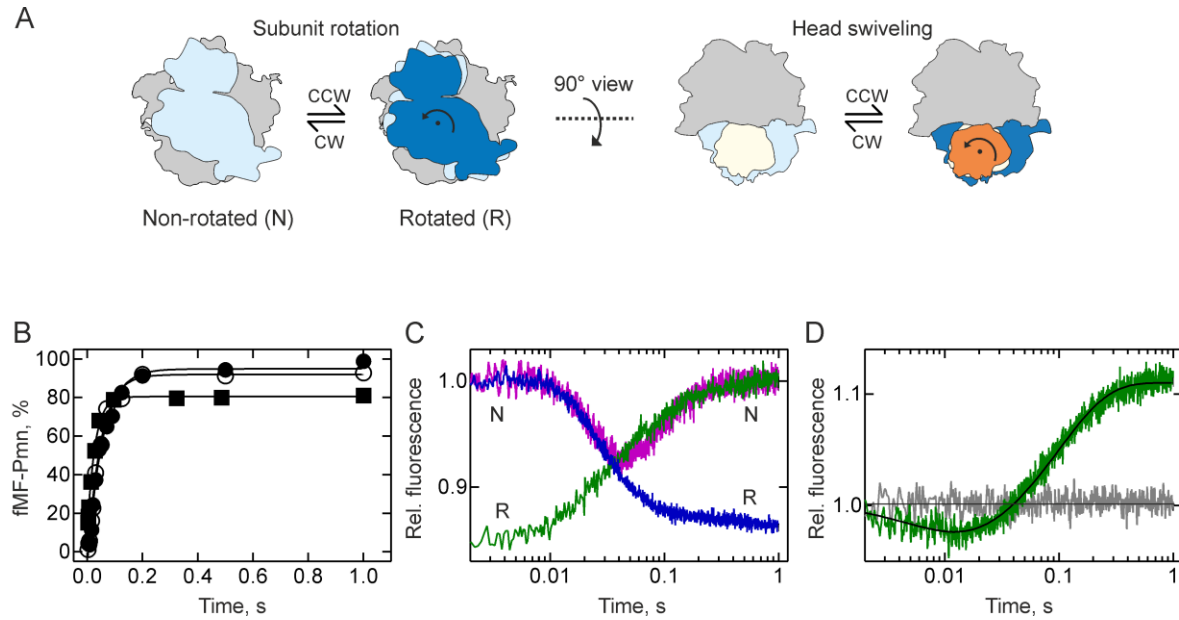 A
Subunit rotation
Head swiveling
CCW
CW
90° view
CCW
CW
Non-rotated (N)
Rotated (R)
B
C
D
fMF-Pmn, %
100
80
60
40
20
0
0.0 0.2 0.4 0.6 0.8 1.0
Time, s
Rel. fluorescence
1.0
0.9
N
N
R
R
0.01 0.1 1
Time, s
Rel. fluorescence
1.1
1.0
0.01 0.1 1
Time, s